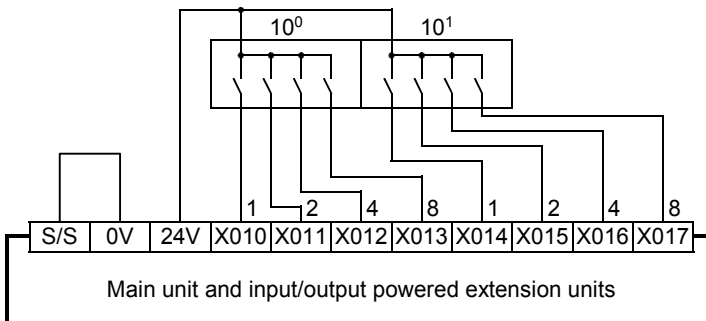 10⁰ 10¹
1 2 4 8 1 2 4 8
S/S 0V 24V X010 X011 X012 X013 X014 X015 X016 X017
Main unit and input/output powered extension units